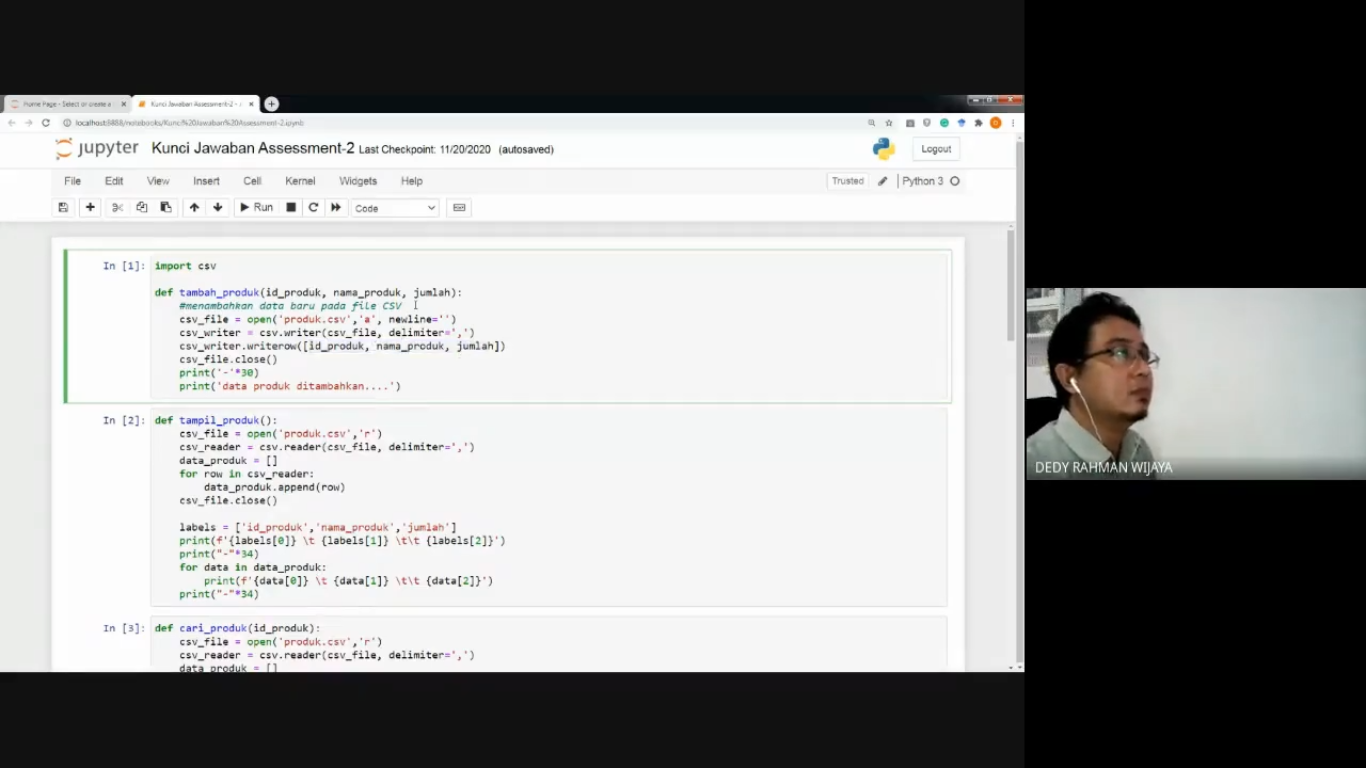 Home Page - Select or create a
Kunci Jawaban Assessment-2 - J
localhost:8888/notebooks/Kunci%20Jawaban%20Assessment-2.ipynb
jupyter Kunci Jawaban Assessment-2 Last Checkpoint: 11/20/2020 (autosaved)
Logout
File Edit View Insert Cell Kernel Widgets Help
Trusted
Python 3
Run
Code
In [1]:
import csv
def tambah_produk(id_produk, nama_produk, jumlah):
#menambahkan data baru pada file CSV
csv_file = open('produk.csv','a', newline='')
csv_writer = csv.writer(csv_file, delimiter=',')
csv_writer.writerow([id_produk, nama_produk, jumlah])
csv_file.close()
print('-'*30)
print('data produk ditambahkan....')
In [2]:
def tampil_produk():
csv_file = open('produk.csv','r')
csv_reader = csv.reader(csv_file, delimiter=',')
data_produk = []
for row in csv_reader:
data_produk.append(row)
csv_file.close()
labels = ['id_produk','nama_produk','jumlah']
print(f'{labels[0]} \t {labels[1]} \t\t {labels[2]}')
print("-"*34)
for data in data_produk:
print(f'{data[0]} \t {data[1]} \t\t {data[2]}')
print("-"*34)
In [3]:
def cari_produk(id_produk):
csv_file = open('produk.csv','r')
csv_reader = csv.reader(csv_file, delimiter=',')
data_produk = []
DEDY RAHMAN WIJAYA